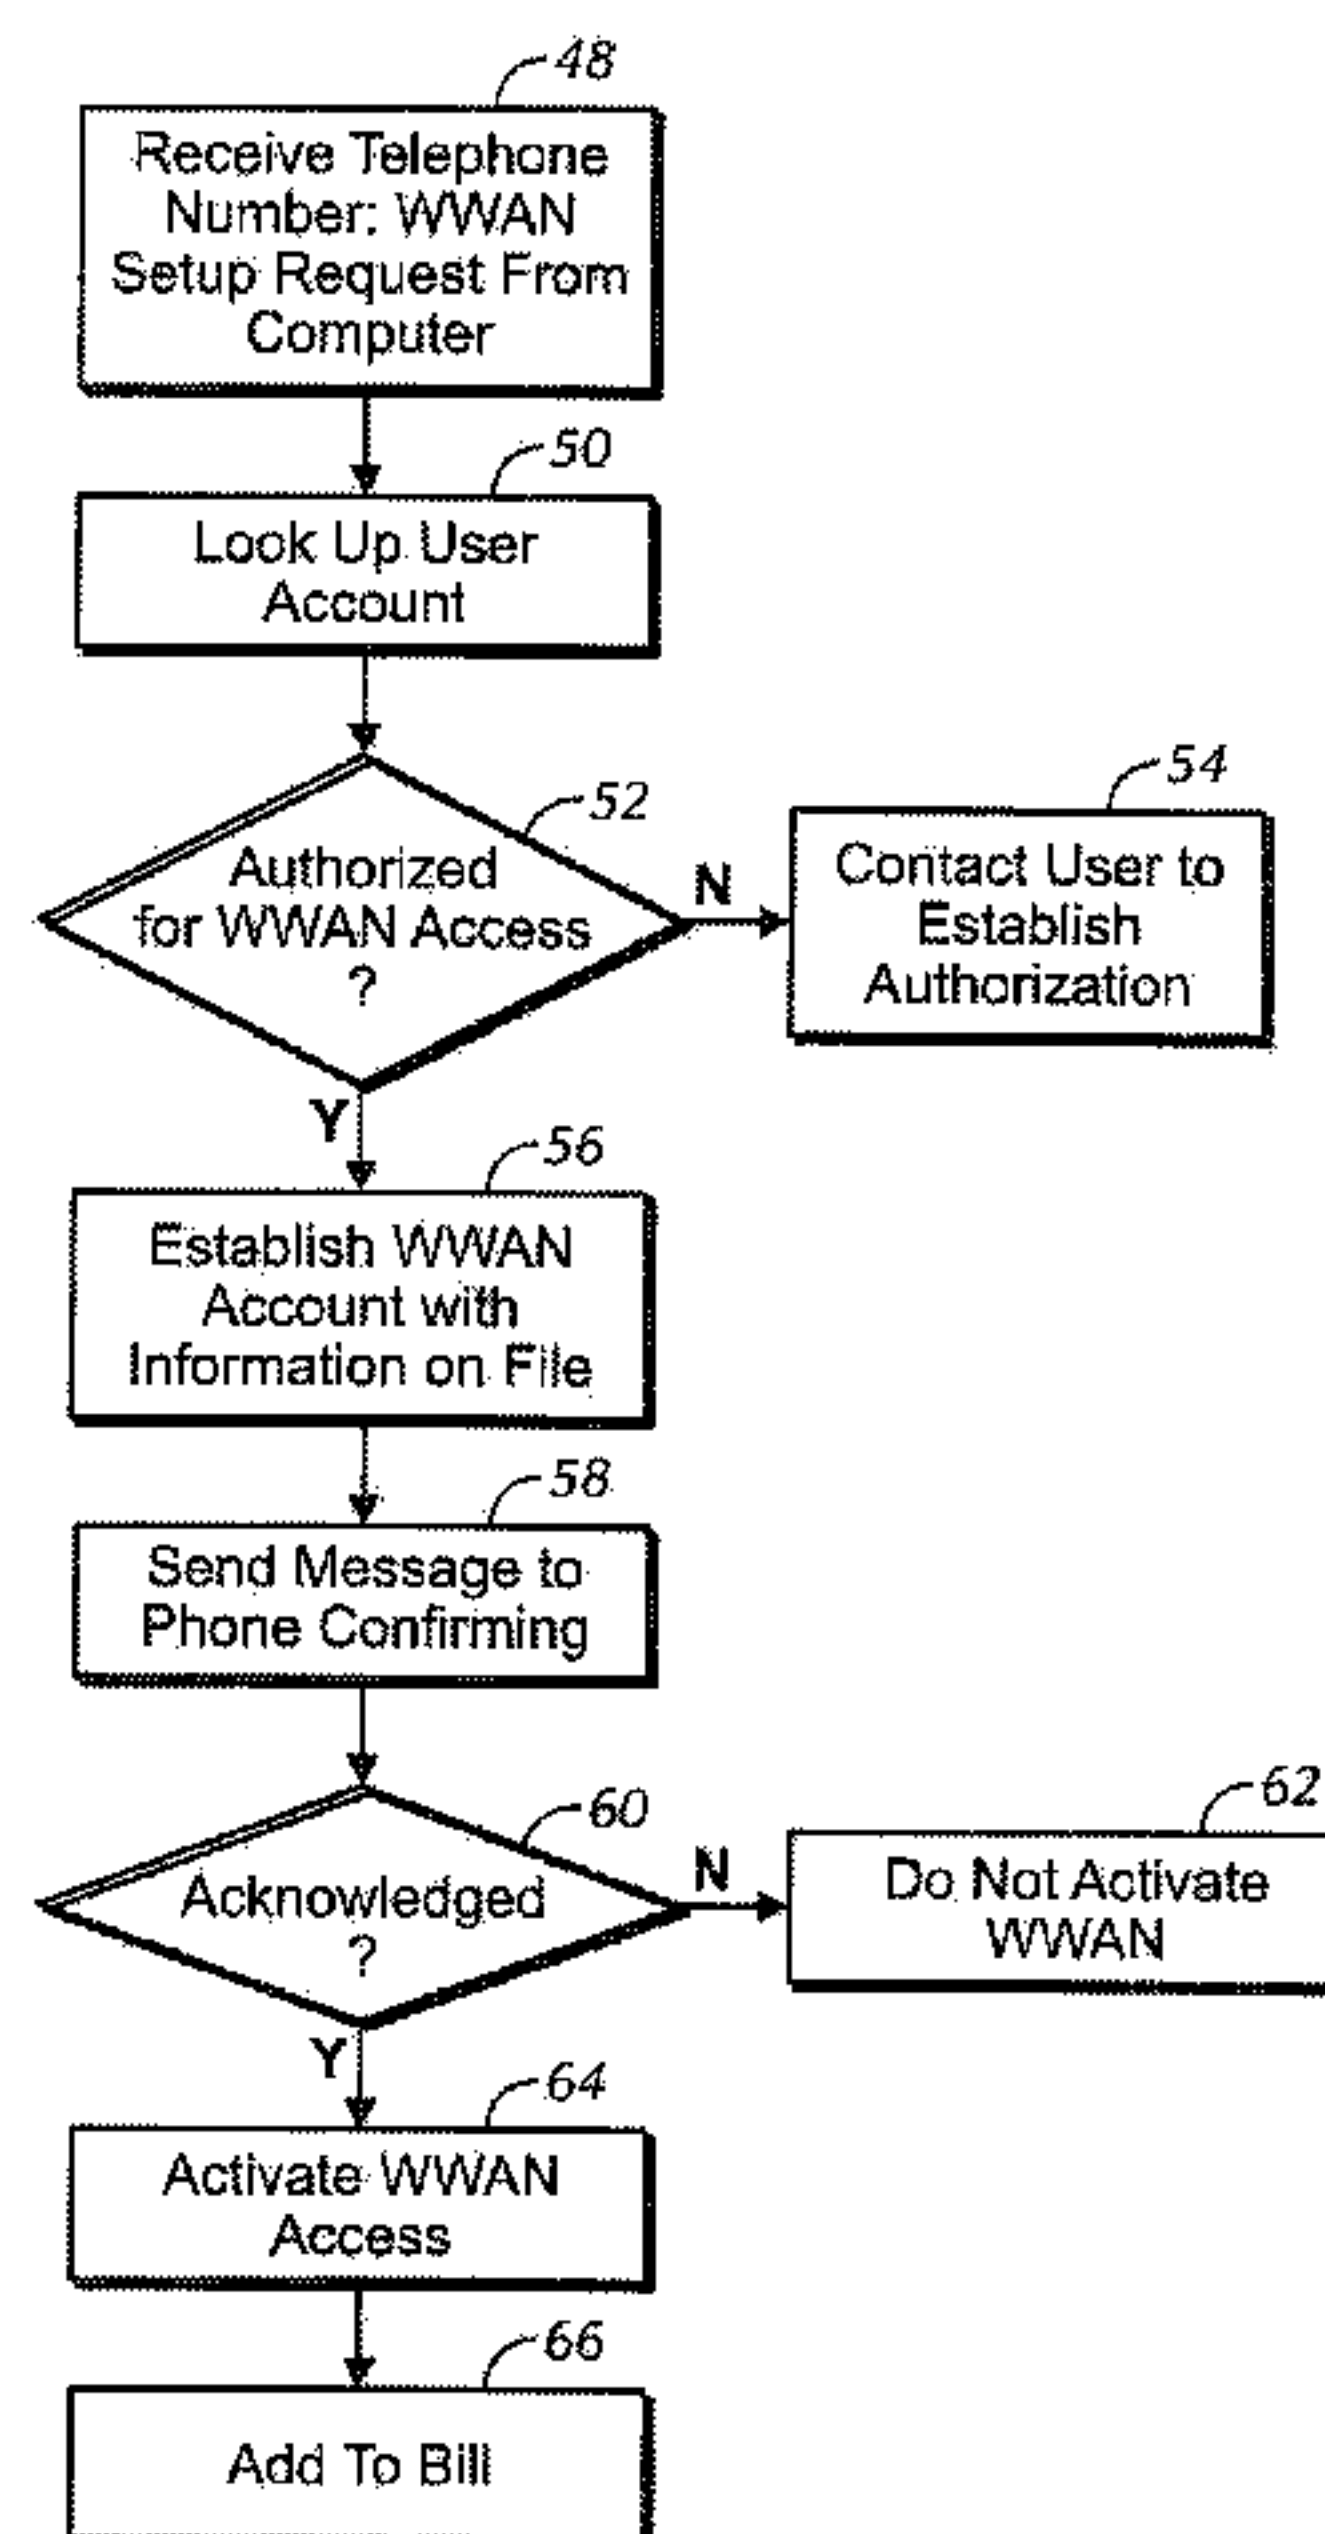 48
Receive Telephone
Number: WWAN
Setup Request From
Computer
50
Look Up User
Account
52
Authorized
for WWAN Access
?
N
54
Contact User to
Establish
Authorization
Y
56
Establish WWAN
Account with
Information on File
58
Send Message to
Phone Confirming
60
Acknowledged
?
N
62
Do Not Activate
WWAN
Y
64
Activate WWAN
Access
66
Add To Bill